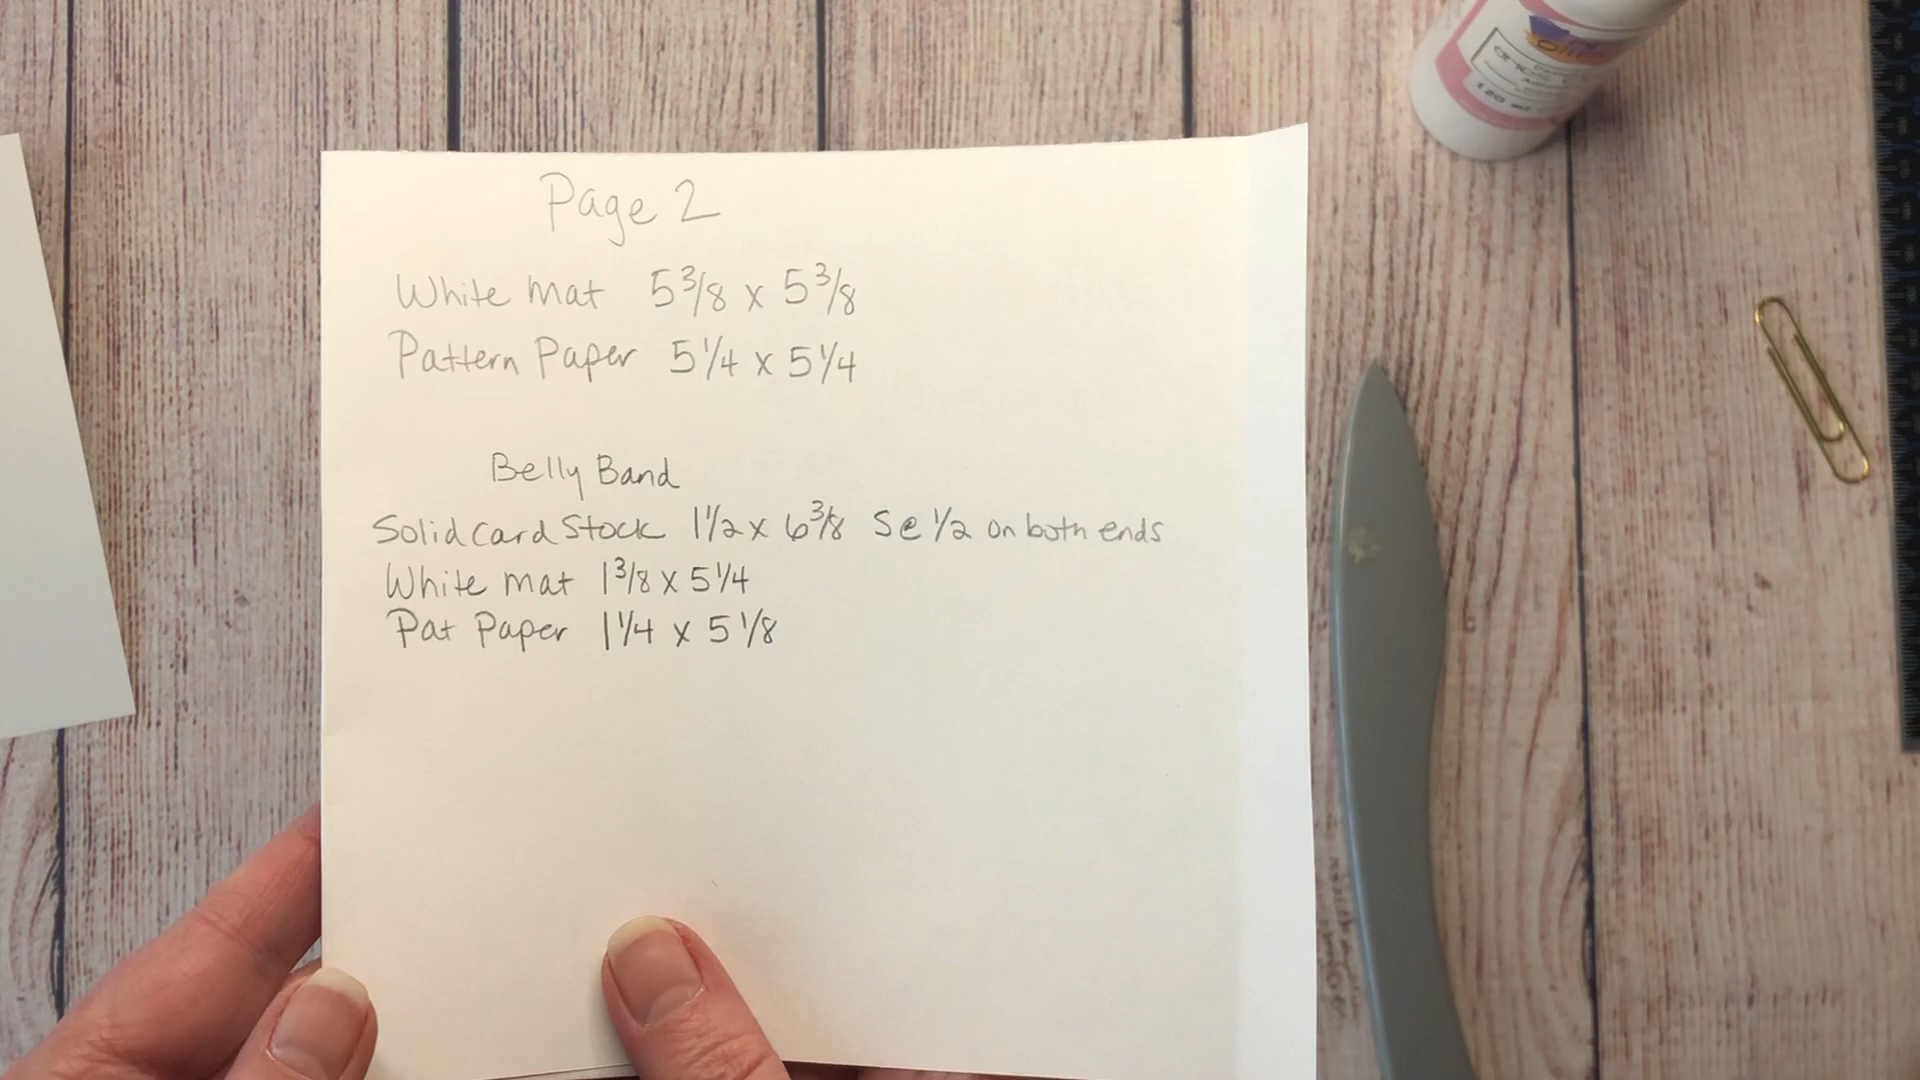 Page 2
White mat 5 3/8 x 5 3/8
Pattern Paper 5 1/4 x 5 1/4
Belly Band
Solid Card Stock 1 1/2 x 6 3/8 S e 1/2 on both ends
White mat 1 3/8 x 5 1/4
Pat Paper 1 1/4 x 5 1/8
120 ml